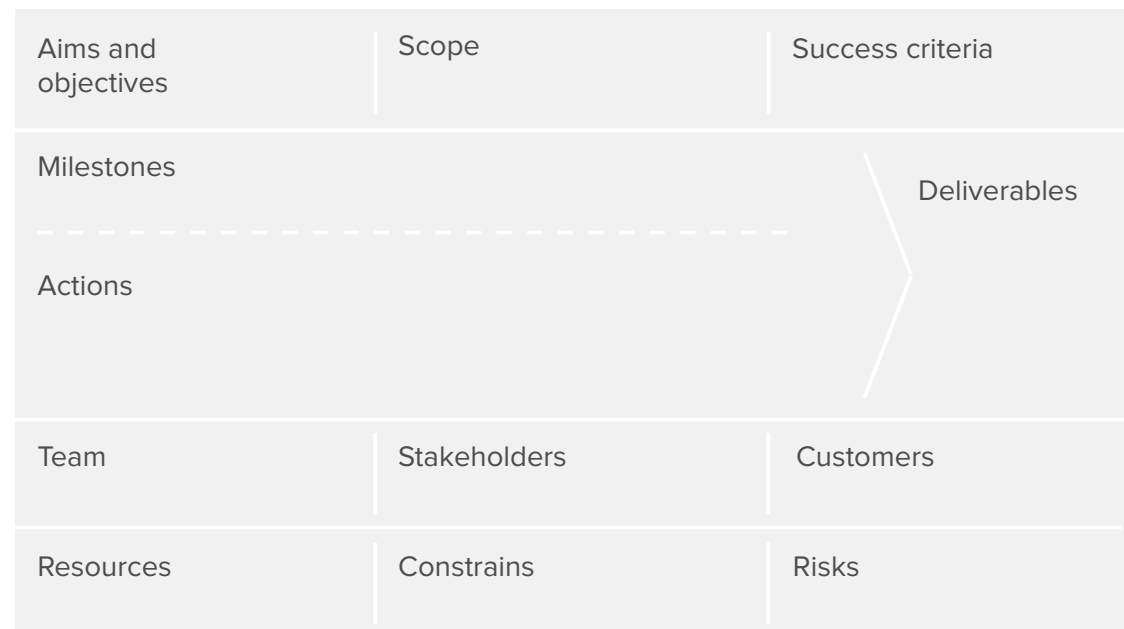 Aims and
objectives
Scope
Success criteria
Milestones
Deliverables
Actions
Team
Stakeholders
Customers
Resources
Constrains
Risks